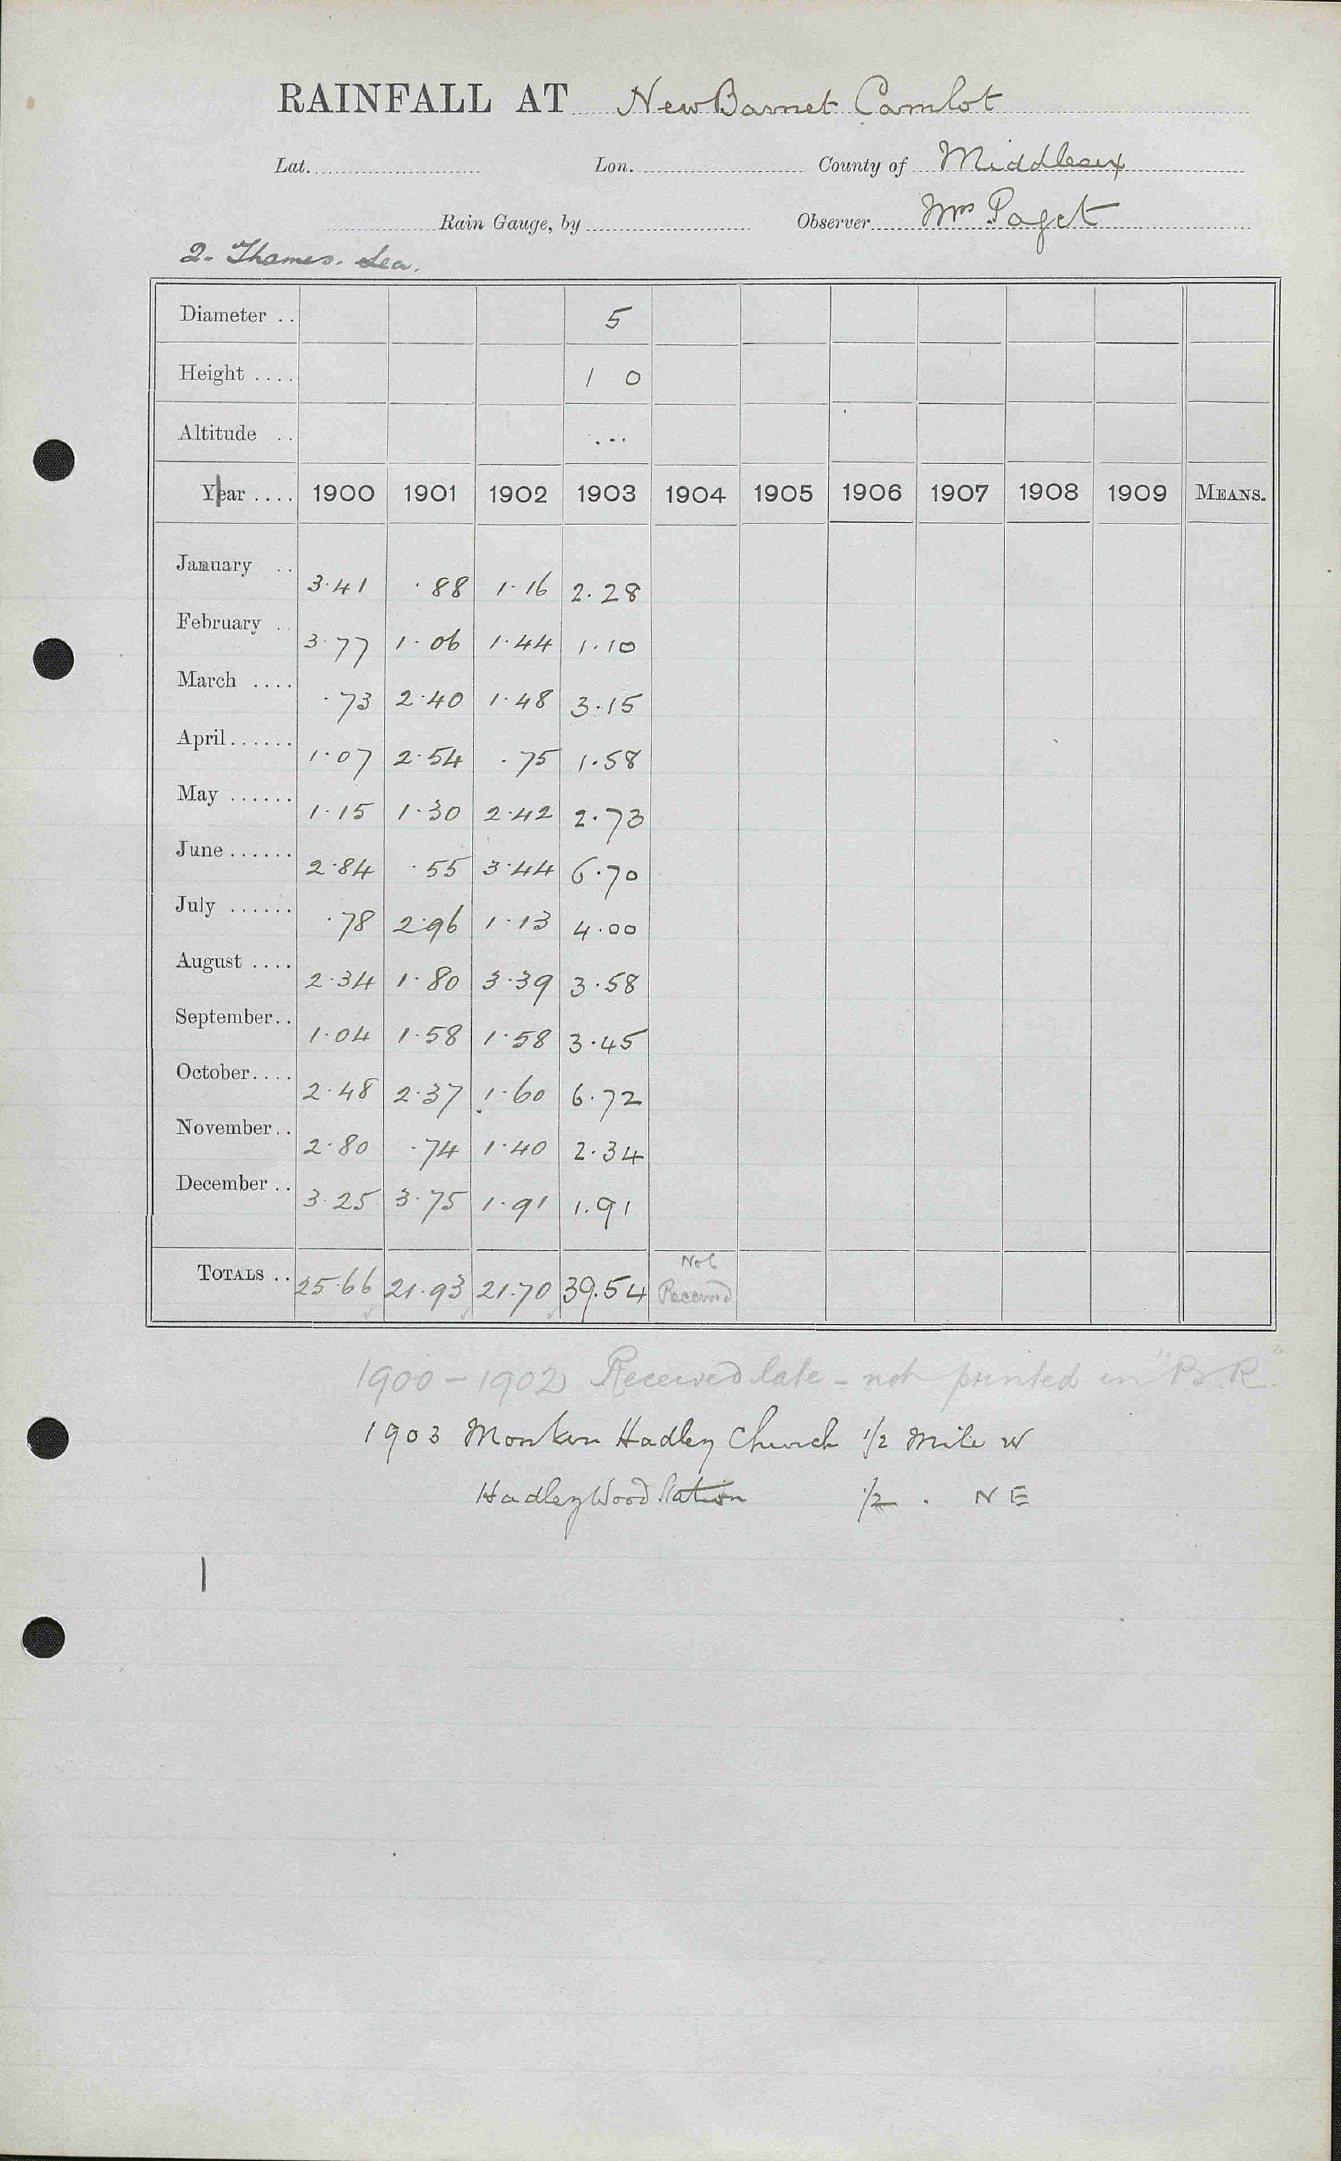 RAINFALL AT New Barnet Camlot
Lat. Lon. County of Middlesex
Rain Gauge, by Observer Mrs Paget
2. Thames. Lea.
Diameter .. 5
Height .... 1 0
Altitude .. ...
Year .... 1900 1901 1902 1903 1904 1905 1906 1907 1908 1909 MEANS.
January .. 3.41 .88 1.16 2.28
February .. 3.77 1.06 1.44 1.10
March .... .73 2.40 1.48 3.15
April...... 1.07 2.54 .75 1.58
May ...... 1.15 1.30 2.42 2.73
June ...... 2.84 .55 3.44 6.70
July ...... .78 2.96 1.13 4.00
August .... 2.34 1.80 3.39 3.58
September.. 1.04 1.58 1.58 3.45
October.... 2.48 2.37 1.60 6.72
November.. 2.80 .74 1.40 2.34
December .. 3.25 3.75 1.91 1.91
TOTALS .. 25.66 21.93 21.70 39.54 Not Received
1900 - 1902 Received late - not printed in "B.R."
1903 Monken Hadley Church 1/2 Mile W
Hadley Wood Station 1/2 . NE